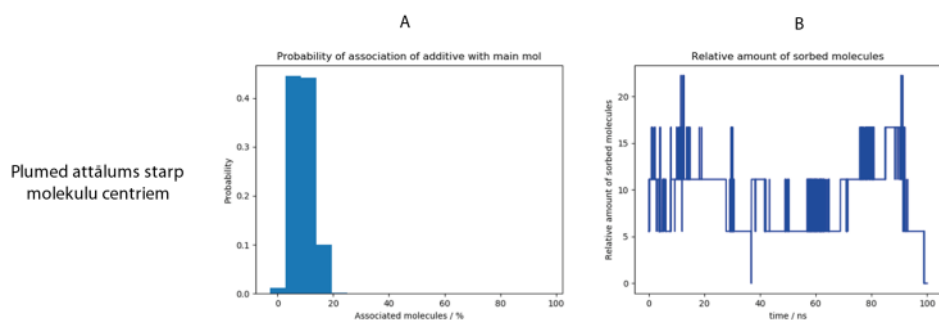 A
B
Probability of association of additive with main mol
Relative amount of sorbed molecules
Plumed attālums starp
molekulu centriem
Probability
0.4
0.3
0.2
0.1
0.0
0
20
40
60
80
100
Associated molecules / %
Relative amount of sorbed molecules
20
15
10
5
0
0
20
40
60
80
100
time / ns